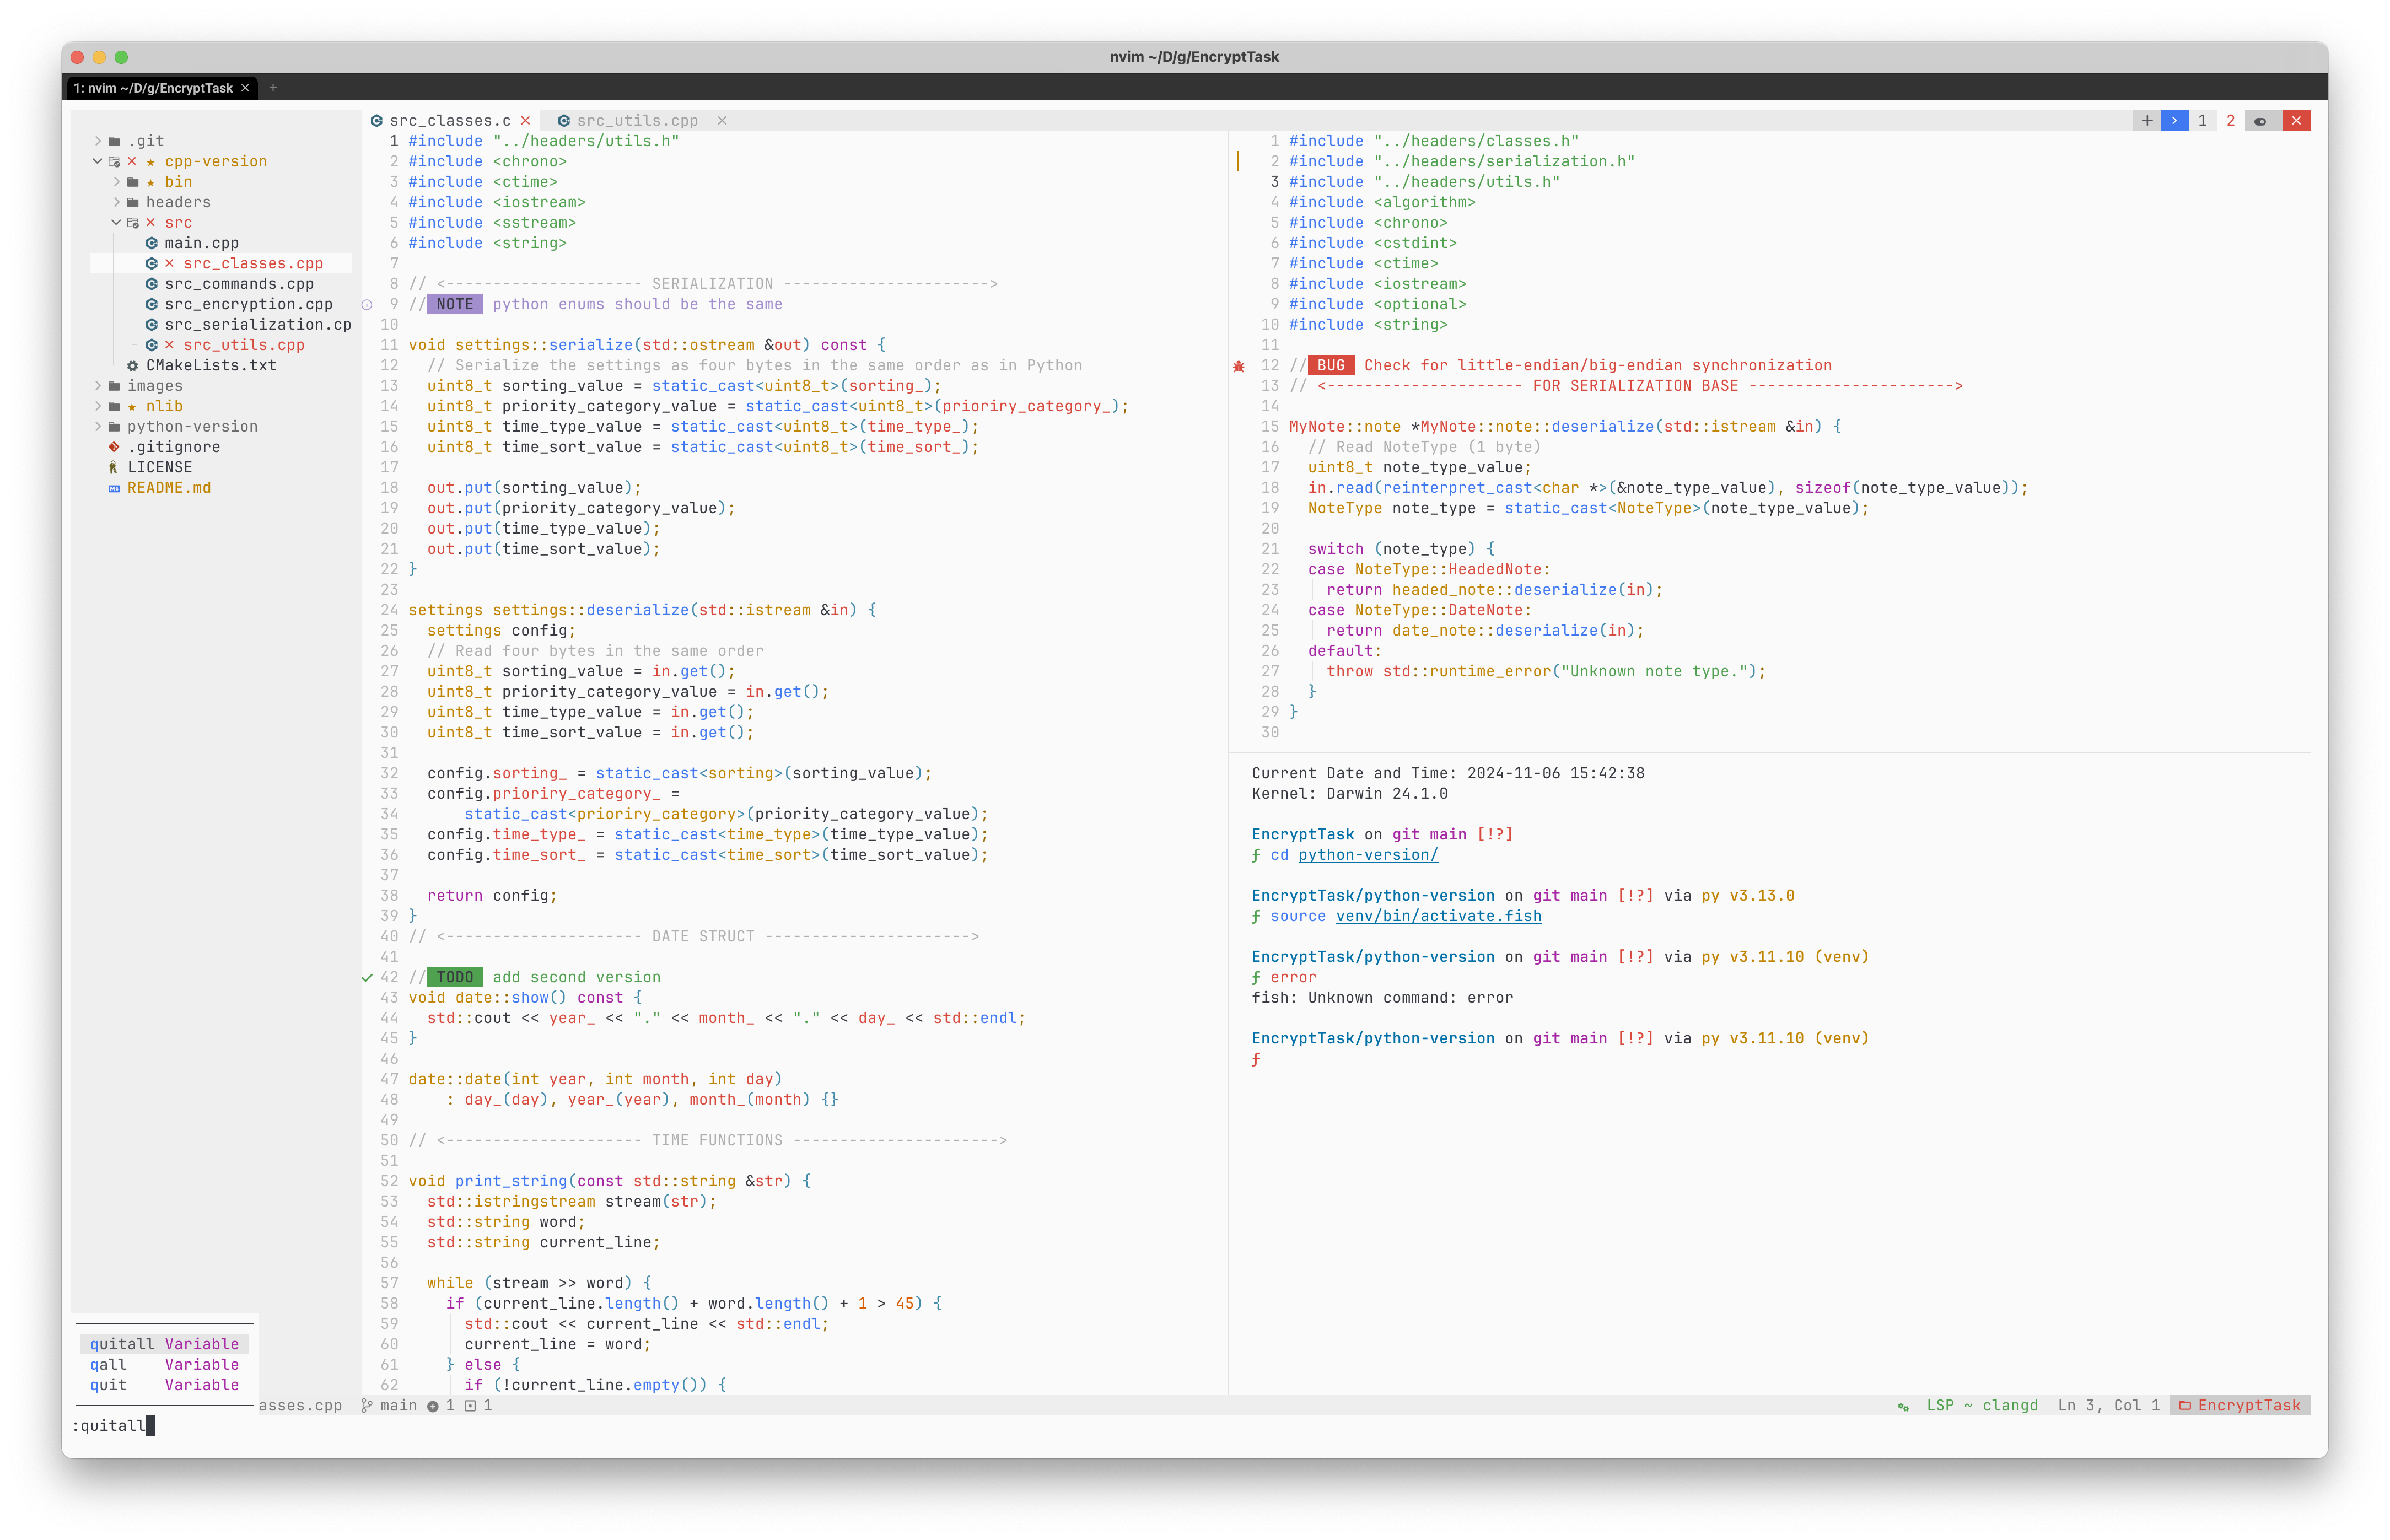 nvim ~/D/g/EncryptTask
1: nvim ~/D/g/EncryptTask
.git
cpp-version
bin
headers
src
main.cpp
src_classes.cpp
src_commands.cpp
src_encryption.cpp
src_serialization.cp
src_utils.cpp
CMakeLists.txt
images
nlib
python-version
.gitignore
LICENSE
README.md
src_classes.c
src_utils.cpp
1 2
1 #include "../headers/utils.h"
2 #include <chrono>
3 #include <ctime>
4 #include <iostream>
5 #include <sstream>
6 #include <string>
7
8 // <--------------------- SERIALIZATION ---------------------->
9 // NOTE python enums should be the same
10
11 void settings::serialize(std::ostream &out) const {
12   // Serialize the settings as four bytes in the same order as in Python
13   uint8_t sorting_value = static_cast<uint8_t>(sorting_);
14   uint8_t priority_category_value = static_cast<uint8_t>(prioriry_category_);
15   uint8_t time_type_value = static_cast<uint8_t>(time_type_);
16   uint8_t time_sort_value = static_cast<uint8_t>(time_sort_);
17
18   out.put(sorting_value);
19   out.put(priority_category_value);
20   out.put(time_type_value);
21   out.put(time_sort_value);
22 }
23
24 settings settings::deserialize(std::istream &in) {
25   settings config;
26   // Read four bytes in the same order
27   uint8_t sorting_value = in.get();
28   uint8_t priority_category_value = in.get();
29   uint8_t time_type_value = in.get();
30   uint8_t time_sort_value = in.get();
31
32   config.sorting_ = static_cast<sorting>(sorting_value);
33   config.prioriry_category_ =
34       static_cast<prioriry_category>(priority_category_value);
35   config.time_type_ = static_cast<time_type>(time_type_value);
36   config.time_sort_ = static_cast<time_sort>(time_sort_value);
37
38   return config;
39 }
40 // <--------------------- DATE STRUCT ---------------------->
41
42 // TODO add second version
43 void date::show() const {
44   std::cout << year_ << "." << month_ << "." << day_ << std::endl;
45 }
46
47 date::date(int year, int month, int day)
48     : day_(day), year_(year), month_(month) {}
49
50 // <--------------------- TIME FUNCTIONS ---------------------->
51
52 void print_string(const std::string &str) {
53   std::istringstream stream(str);
54   std::string word;
55   std::string current_line;
56
57   while (stream >> word) {
58     if (current_line.length() + word.length() + 1 > 45) {
59       std::cout << current_line << std::endl;
60       current_line = word;
61     } else {
62       if (!current_line.empty()) {
1 #include "../headers/classes.h"
2 #include "../headers/serialization.h"
3 #include "../headers/utils.h"
4 #include <algorithm>
5 #include <chrono>
6 #include <cstdint>
7 #include <ctime>
8 #include <iostream>
9 #include <optional>
10 #include <string>
11
12 // BUG Check for little-endian/big-endian synchronization
13 // <--------------------- FOR SERIALIZATION BASE ---------------------->
14
15 MyNote::note *MyNote::note::deserialize(std::istream &in) {
16   // Read NoteType (1 byte)
17   uint8_t note_type_value;
18   in.read(reinterpret_cast<char *>(&note_type_value), sizeof(note_type_value));
19   NoteType note_type = static_cast<NoteType>(note_type_value);
20
21   switch (note_type) {
22   case NoteType::HeadedNote:
23     return headed_note::deserialize(in);
24   case NoteType::DateNote:
25     return date_note::deserialize(in);
26   default:
27     throw std::runtime_error("Unknown note type.");
28   }
29 }
30
Current Date and Time: 2024-11-06 15:42:38
Kernel: Darwin 24.1.0
EncryptTask on git main [!?]
ƒ cd python-version/
EncryptTask/python-version on git main [!?] via py v3.13.0
ƒ source venv/bin/activate.fish
EncryptTask/python-version on git main [!?] via py v3.11.10 (venv)
ƒ error
fish: Unknown command: error
EncryptTask/python-version on git main [!?] via py v3.11.10 (venv)
ƒ
quitall Variable
qall Variable
quit Variable
asses.cpp main 1 1 LSP ~ clangd Ln 3, Col 1 EncryptTask
:quitall